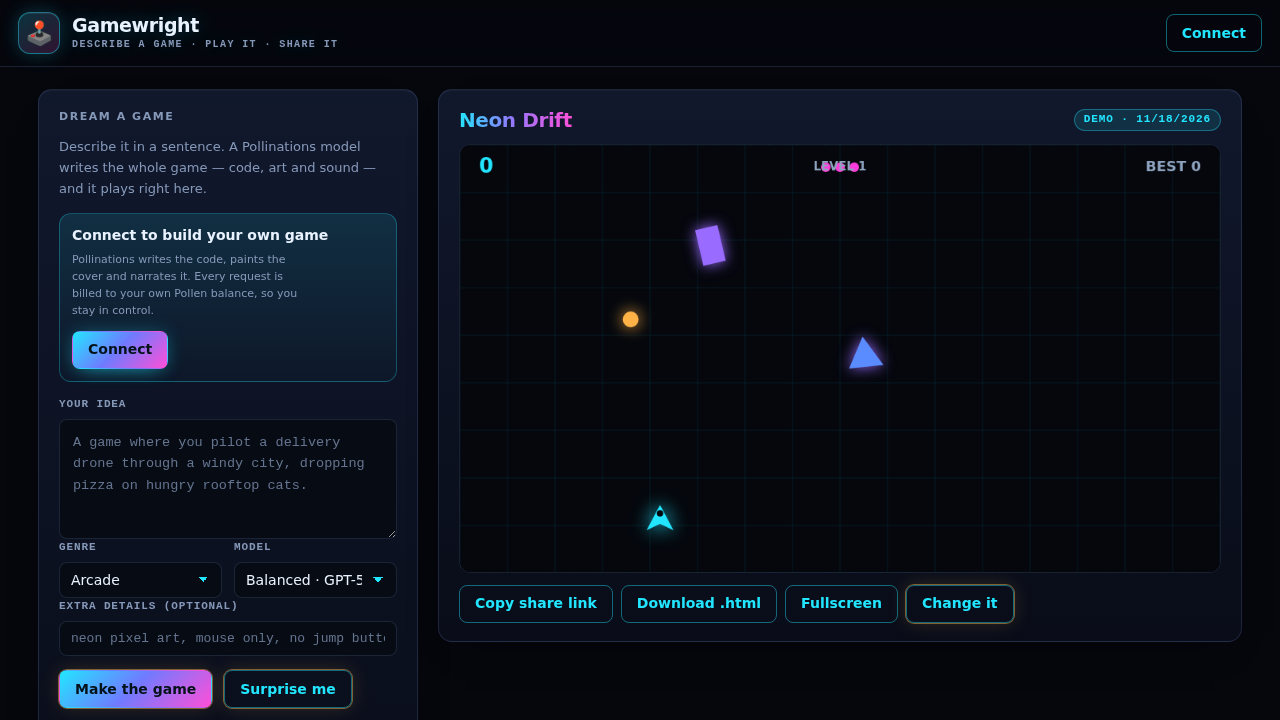 Gamewright
DESCRIBE A GAME · PLAY IT · SHARE IT
Connect
DREAM A GAME
Describe it in a sentence. A Pollinations model
writes the whole game — code, art and sound —
and it plays right here.
Connect to build your own game
Pollinations writes the code, paints the
cover and narrates it. Every request is
billed to your own Pollen balance, so you
stay in control.
Connect
YOUR IDEA
A game where you pilot a delivery
drone through a windy city, dropping
pizza on hungry rooftop cats.
GENRE
MODEL
Arcade
Balanced · GPT-5
EXTRA DETAILS (OPTIONAL)
neon pixel art, mouse only, no jump butto
Make the game
Surprise me
Neon Drift
DEMO · 11/18/2026
0
LEVEL 1
BEST 0
Copy share link
Download .html
Fullscreen
Change it